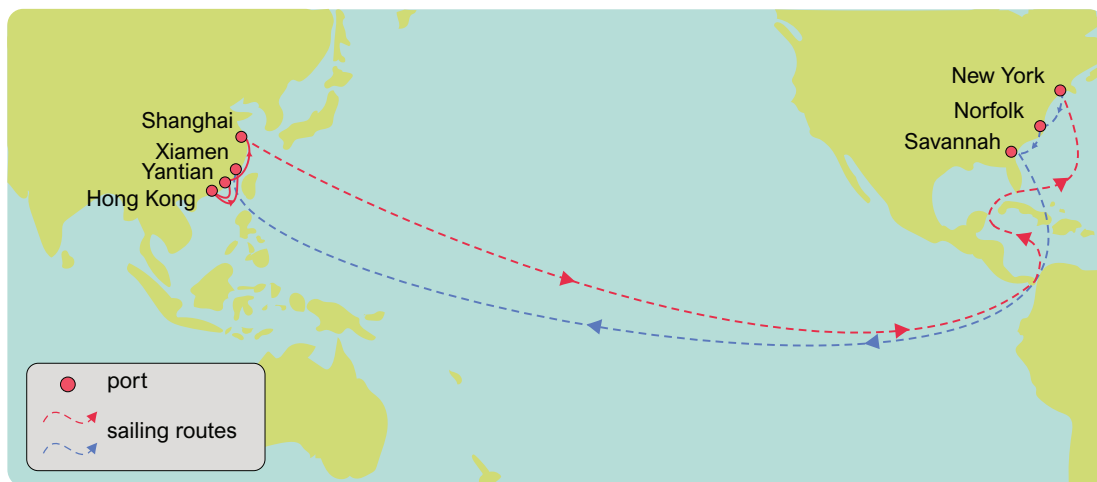 New York
Norfolk
Savannah
Shanghai
Xiamen
Yantian
Hong Kong
port
sailing routes